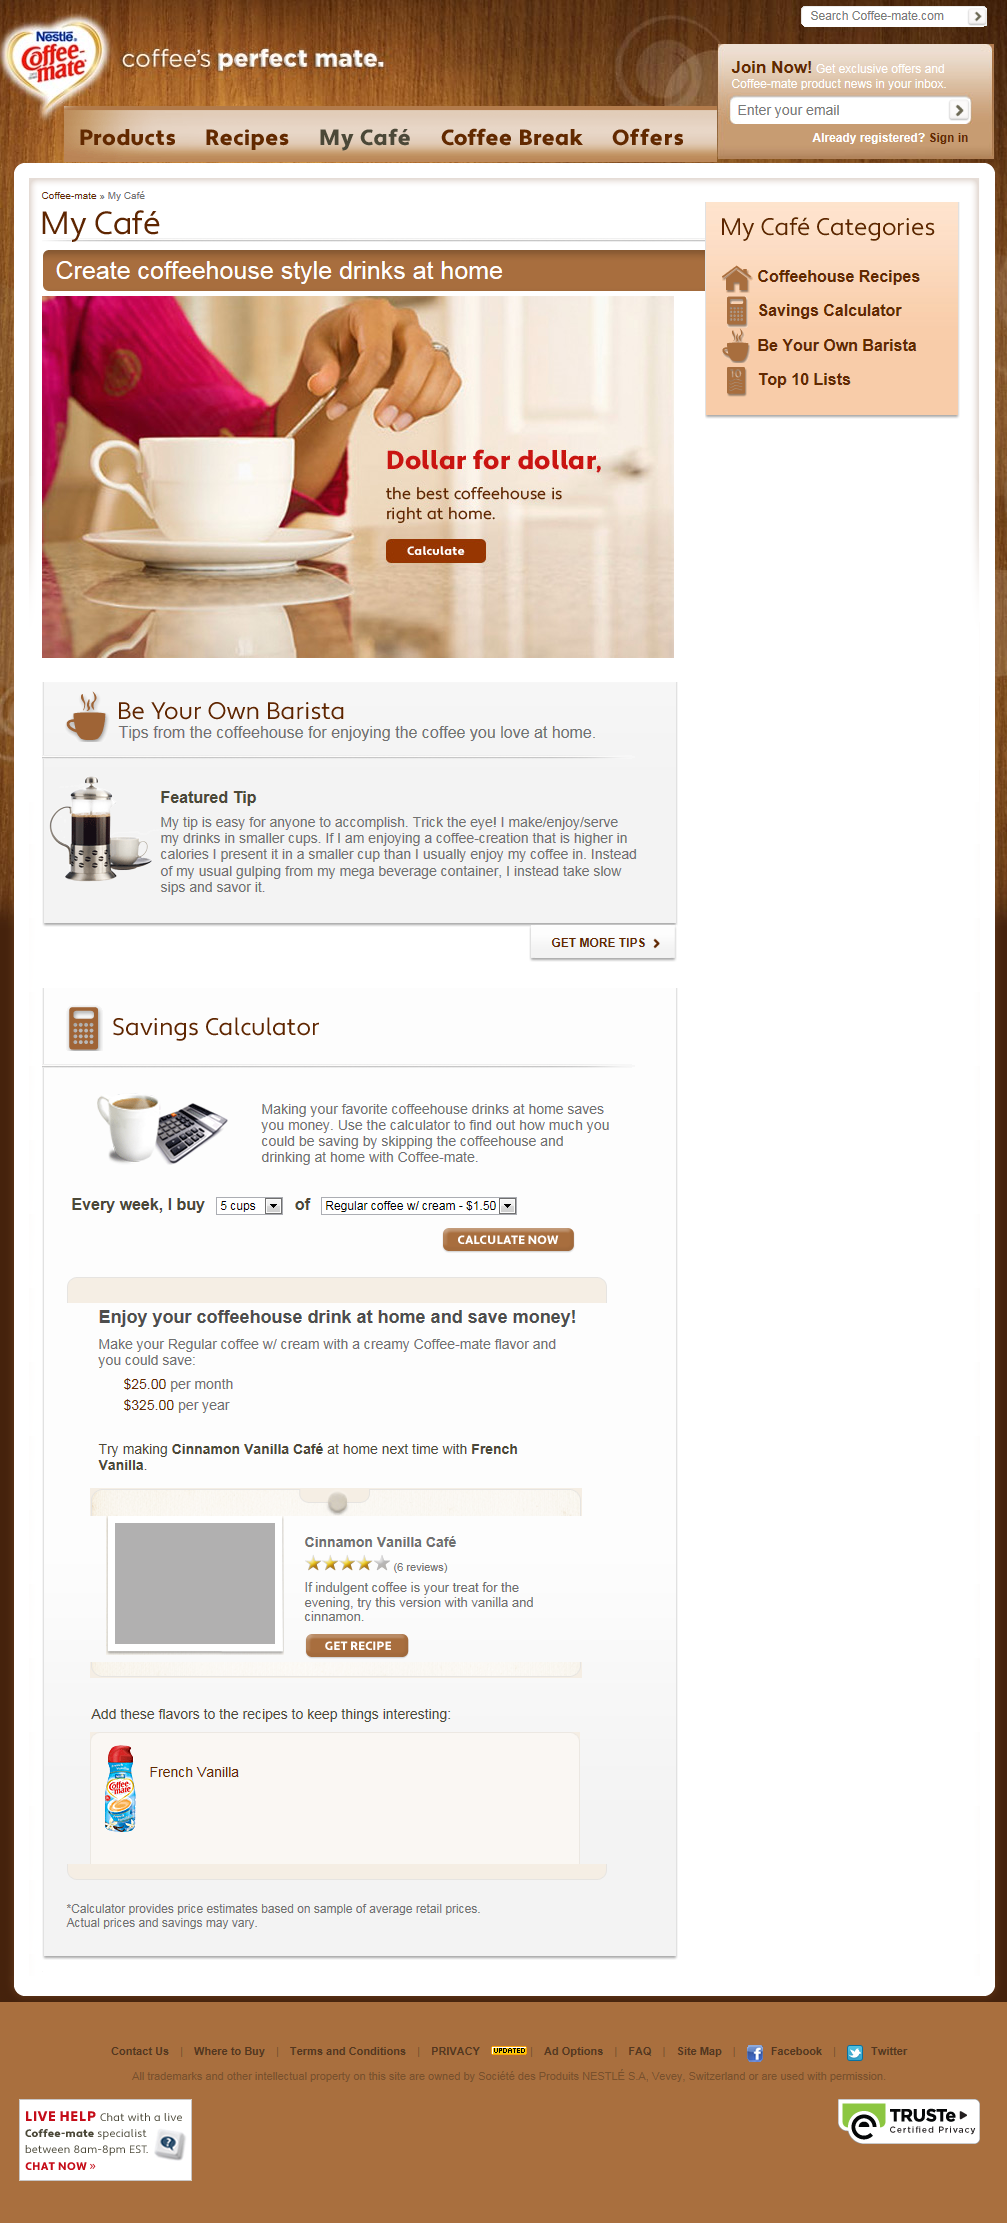 Search Coffee-mate.com
Nestlé
Coffee-
mate
coffee's perfect mate.
Join Now! Get exclusive offers and
Coffee-mate product news in your inbox.
Enter your email
Already registered? Sign in
Products Recipes My Café Coffee Break Offers
Coffee-mate » My Café
My Café
Create coffeehouse style drinks at home
My Café Categories
Coffeehouse Recipes
Savings Calculator
Be Your Own Barista
10
Top 10 Lists
Dollar for dollar,
the best coffeehouse is
right at home.
Calculate
Be Your Own Barista
Tips from the coffeehouse for enjoying the coffee you love at home.
Featured Tip
My tip is easy for anyone to accomplish. Trick the eye! I make/enjoy/serve
my drinks in smaller cups. If I am enjoying a coffee-creation that is higher in
calories I present it in a smaller cup than I usually enjoy my coffee in. Instead
of my usual gulping from my mega beverage container, I instead take slow
sips and savor it.
GET MORE TIPS
Savings Calculator
Making your favorite coffeehouse drinks at home saves
you money. Use the calculator to find out how much you
could be saving by skipping the coffeehouse and
drinking at home with Coffee-mate.
Every week, I buy 5 cups of Regular coffee w/ cream - $1.50
CALCULATE NOW
Enjoy your coffeehouse drink at home and save money!
Make your Regular coffee w/ cream with a creamy Coffee-mate flavor and
you could save:
$25.00 per month
$325.00 per year
Try making Cinnamon Vanilla Café at home next time with French
Vanilla.
Cinnamon Vanilla Café
(6 reviews)
If indulgent coffee is your treat for the
evening, try this version with vanilla and
cinnamon.
GET RECIPE
Add these flavors to the recipes to keep things interesting:
Coffee-
mate
French Vanilla
*Calculator provides price estimates based on sample of average retail prices.
Actual prices and savings may vary.
Contact Us | Where to Buy | Terms and Conditions | PRIVACY UPDATED | Ad Options | FAQ | Site Map | Facebook | Twitter
All trademarks and other intellectual property on this site are owned by Société des Produits NESTLÉ S.A, Vevey, Switzerland or are used with permission.
LIVE HELP Chat with a live
Coffee-mate specialist
between 8am-8pm EST.
CHAT NOW »
TRUSTe
Certified Privacy